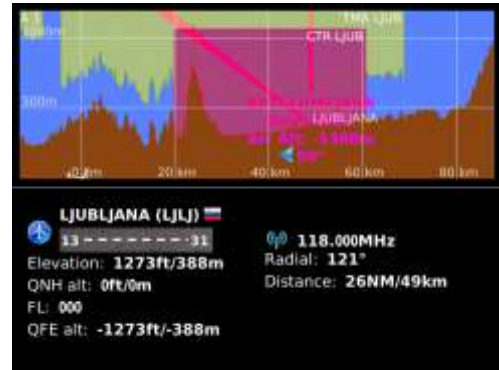 TMA LJUB
CTR LJUB
LJUBLJANA
20 km
40 km
60 km
80 km
LJUBLJANA (LJLJ)
13 - - - - - - - 31
Elevation: 1273ft/388m
QNH alt: 0ft/0m
FL: 000
QFE alt: -1273ft/-388m
118.000MHz
Radial: 121°
Distance: 26NM/49km